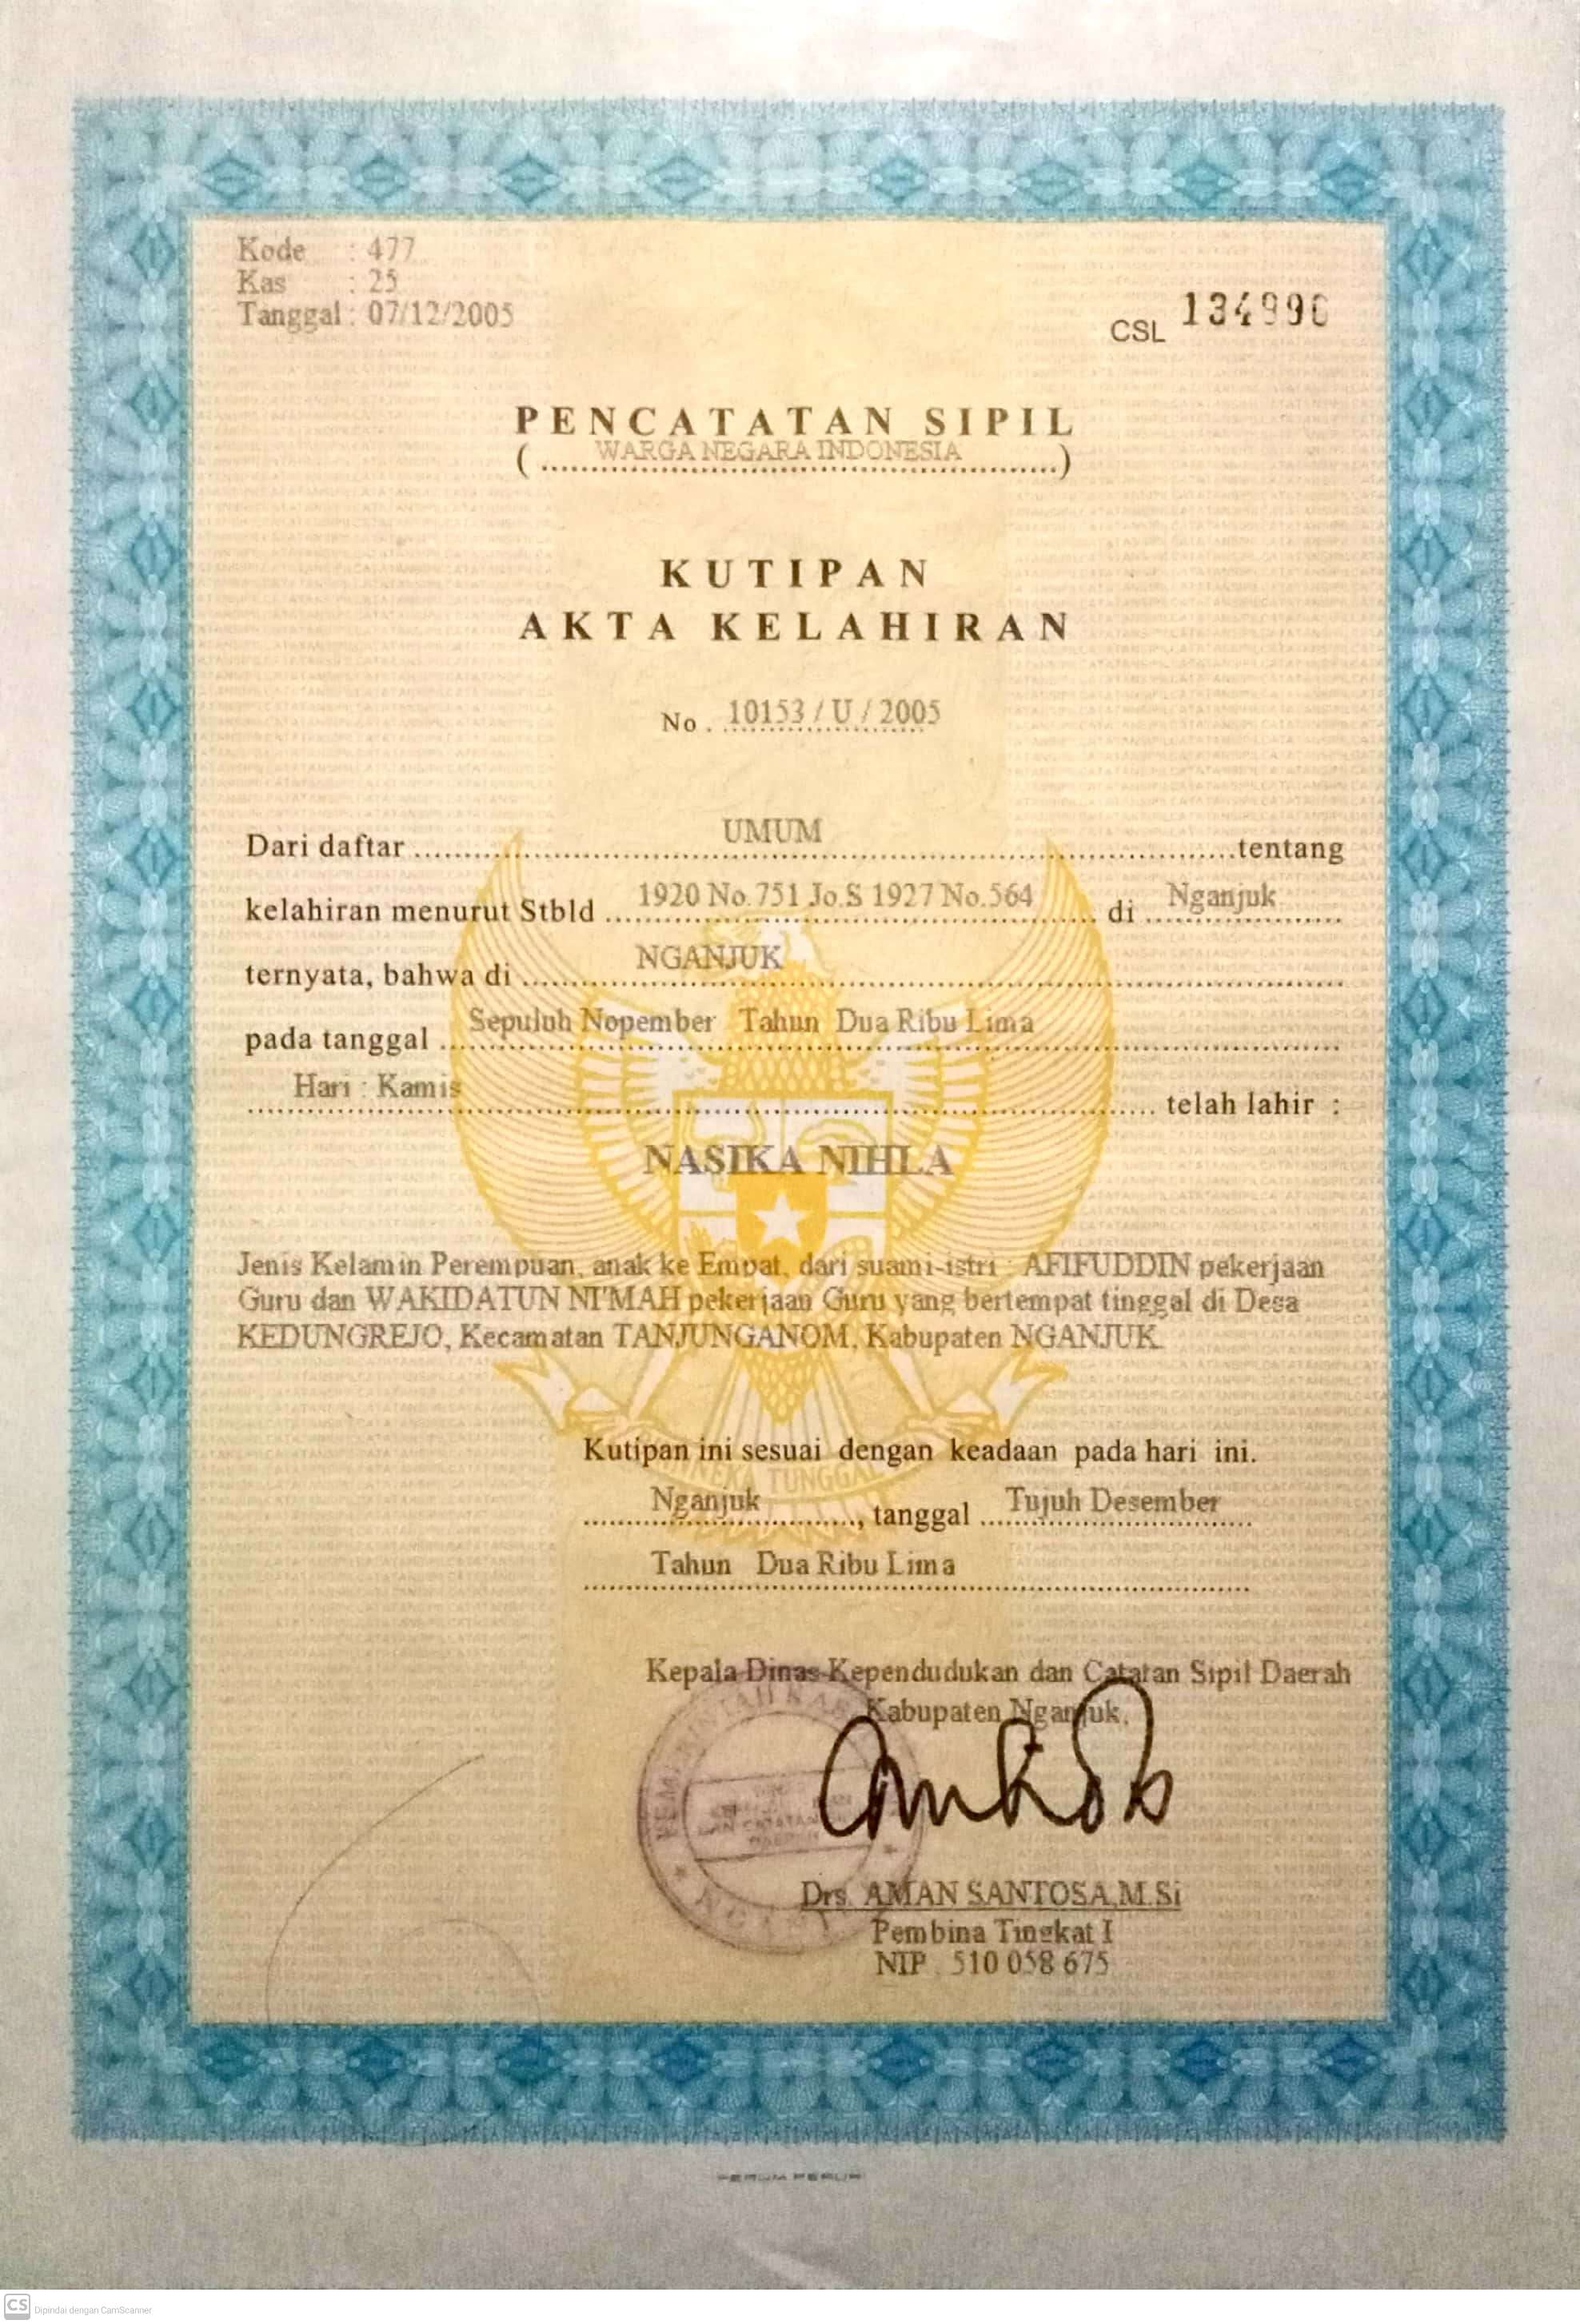 Kode : 477
Kas : 25
Tanggal : 07/12/2005
CSL
PENCATATAN SIPIL
(WARGA NEGARA INDONESIA)
KUTIPAN
AKTA KELAHIRAN
No. 10153 / U / 2005
Dari daftar UMUM tentang
kelahiran menurut Stbld 1920 No.751 Jo.S 1927 No.564 di Nganjuk
ternyata, bahwa di NGANJUK
pada tanggal Sepuluh Nopember Tahun Dua Ribu Lima
Hari : Kamis telah lahir :
NASIKA NIHLA
Jenis Kelamin Perempuan, anak ke Empat, dari suami-istri : AFIFUDDIN pekerjaan
Guru dan WAKIDATUN NI'MAH pekerjaan Guru yang bertempat tinggal di Desa
KEDUNGREJO, Kecamatan TANJUNGANOM, Kabupaten NGANJUK
Kutipan ini sesuai dengan keadaan pada hari ini.
Nganjuk, tanggal Tujuh Desember
Tahun Dua Ribu Lima
Kepala Dinas Kependudukan dan Catatan Sipil Daerah
Kabupaten Nganjuk,
Drs. AMAN SANTOSA,M.Si
Pembina Tingkat I
NIP. 510 058 675
CS Dipindai dengan CamScanner